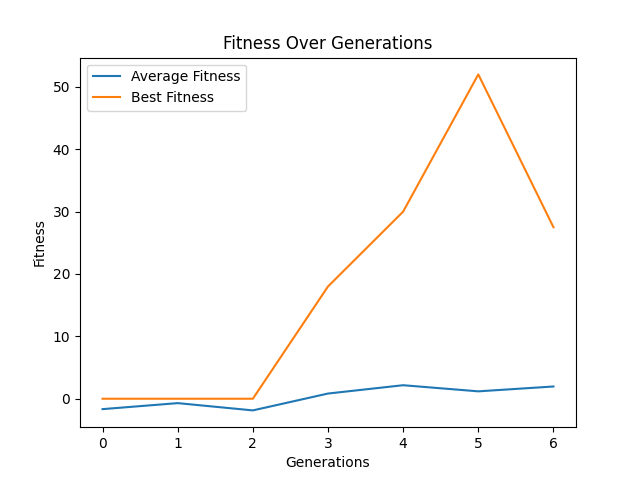 Fitness Over Generations
Average Fitness
Best Fitness
Fitness
50
40
30
20
10
0
0 1 2 3 4 5 6
Generations